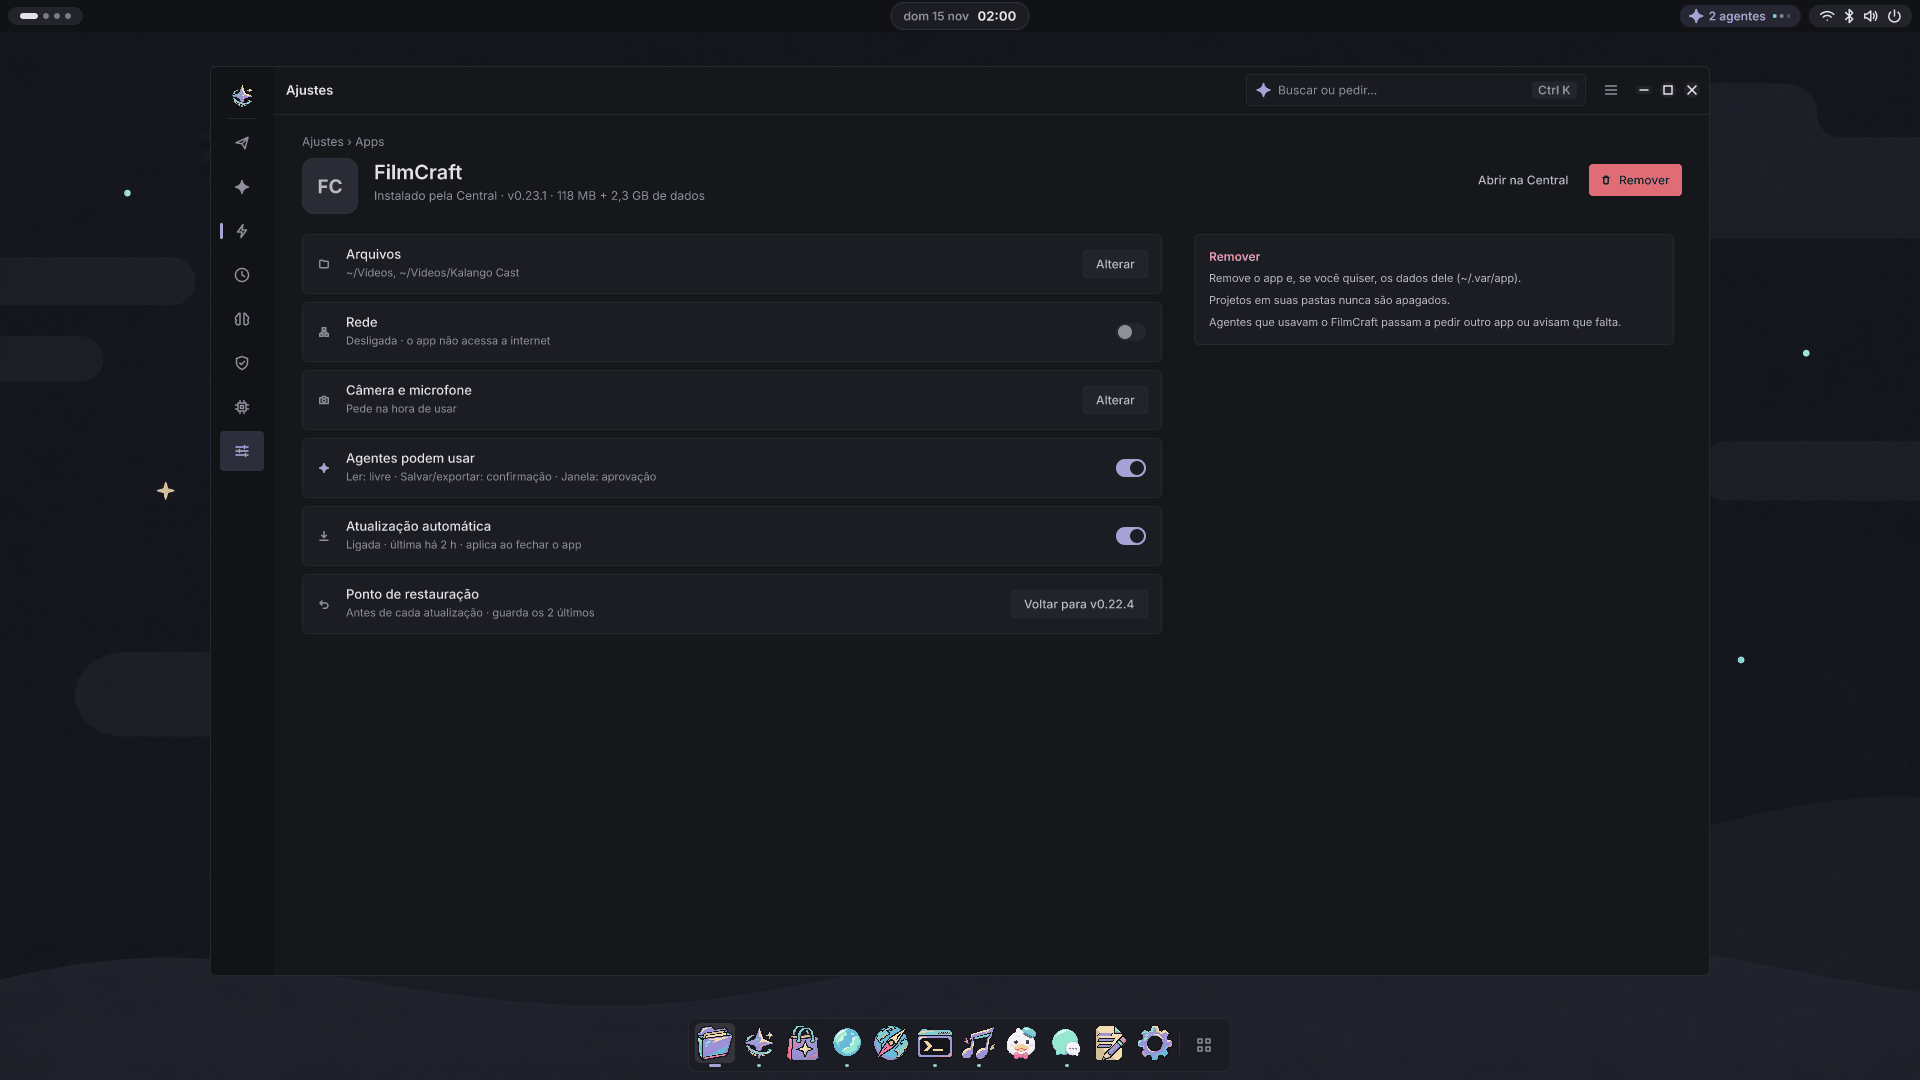 dom 15 nov 02:00
2 agentes
Ajustes
Buscar ou pedir...
Ctrl K
Ajustes › Apps
FC
FilmCraft
Instalado pela Central · v0.23.1 · 118 MB + 2,3 GB de dados
Abrir na Central
Remover
Arquivos
~/Vídeos, ~/Vídeos/Kalango Cast
Alterar
Rede
Desligada · o app não acessa a internet
Câmera e microfone
Pede na hora de usar
Alterar
Agentes podem usar
Ler: livre · Salvar/exportar: confirmação · Janela: aprovação
Atualização automática
Ligada · última há 2 h · aplica ao fechar o app
Ponto de restauração
Antes de cada atualização · guarda os 2 últimos
Voltar para v0.22.4
Remover
Remove o app e, se você quiser, os dados dele (~/.var/app).
Projetos em suas pastas nunca são apagados.
Agentes que usavam o FilmCraft passam a pedir outro app ou avisam que falta.